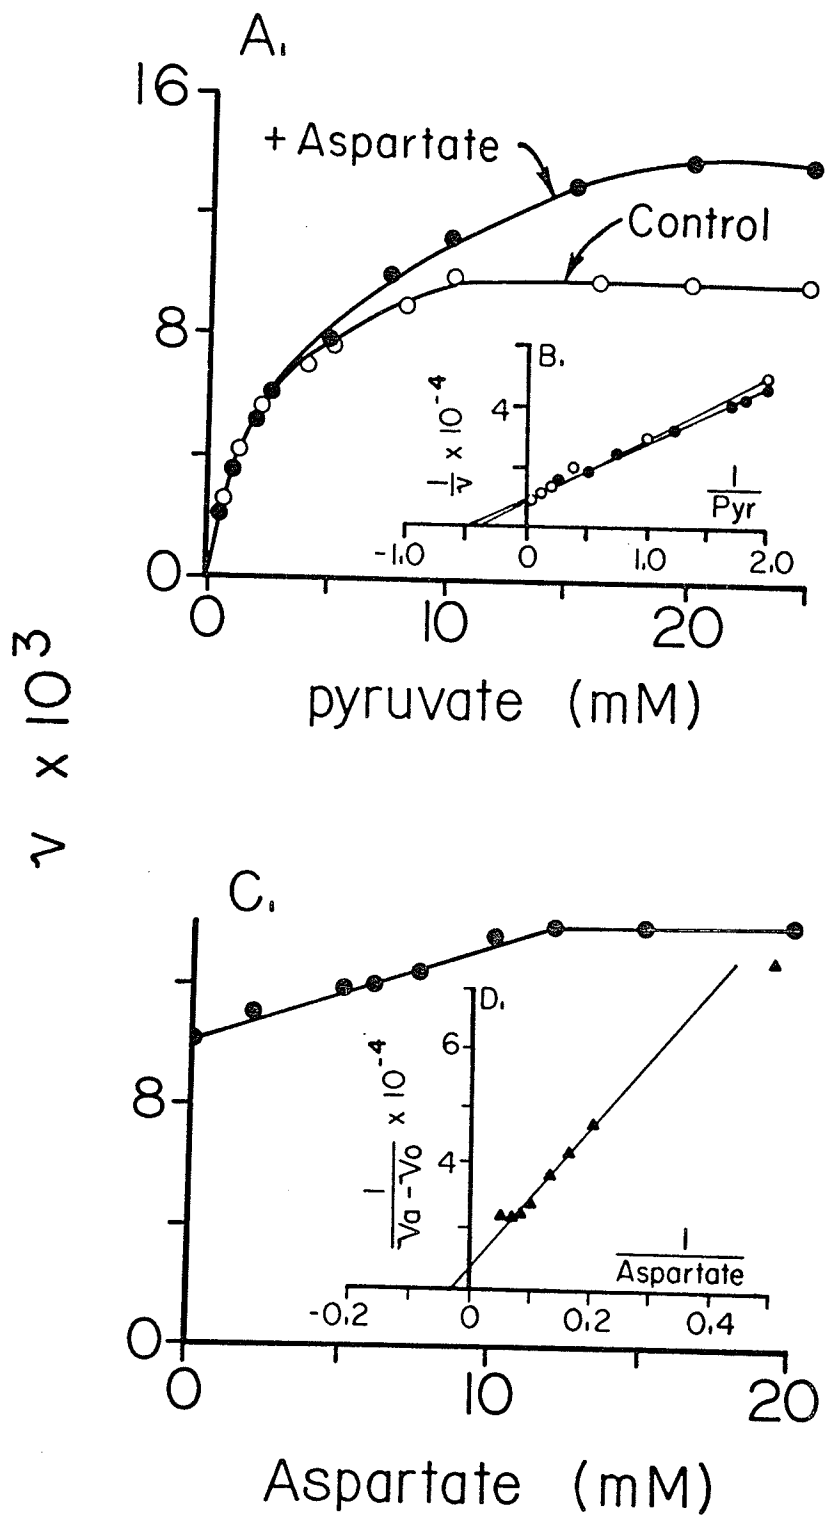 A.
16
+ Aspartate
Control
8
B.
4
1/v x 10-4
1
Pyr
-1.0
0
1.0
2.0
0
0
10
20
pyruvate (mM)
v x 103
C.
D.
6
4
8
1
Va - Vo
x 10-4
1
Aspartate
-0.2
0
0.2
0.4
0
0
10
20
Aspartate (mM)